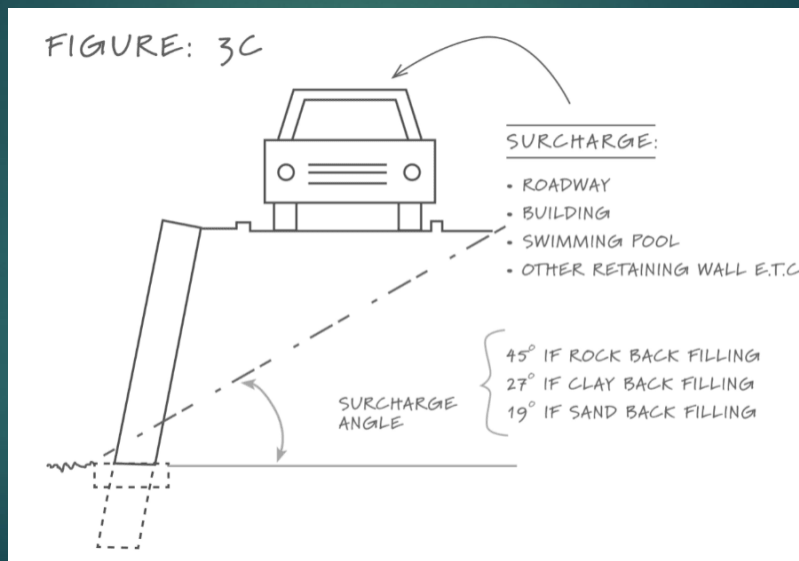 FIGURE: 3C
SURCHARGE:
• ROADWAY
• BUILDING
• SWIMMING POOL
• OTHER RETAINING WALL E.T.C
45° IF ROCK BACK FILLING
27° IF CLAY BACK FILLING
19° IF SAND BACK FILLING
SURCHARGE
ANGLE